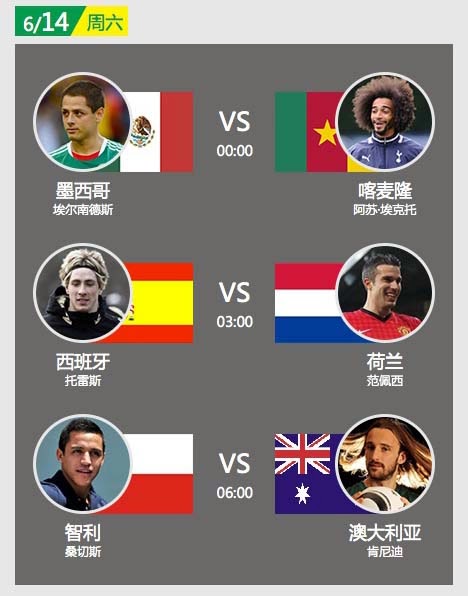 6/14 周六
VS
00:00
墨西哥
埃尔南德斯
喀麦隆
阿苏·埃克托
VS
03:00
西班牙
托雷斯
荷兰
范佩西
VS
06:00
智利
桑切斯
澳大利亚
肯尼迪